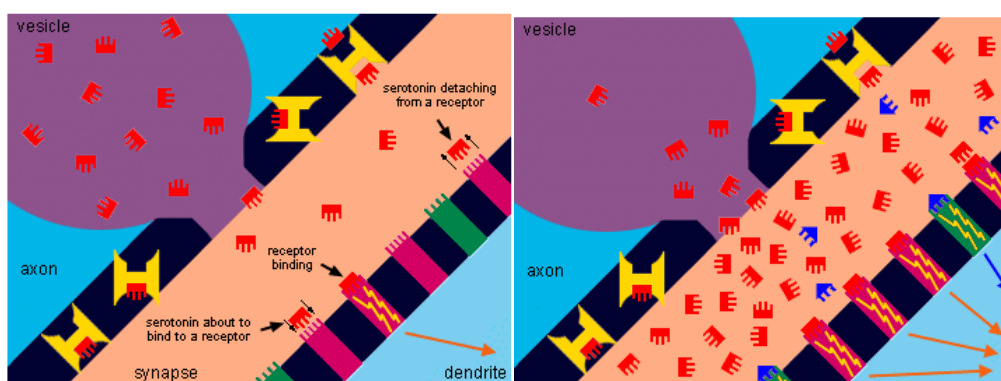 vesicle
serotonin detaching
from a receptor
axon
receptor
binding
serotonin about to
bind to a receptor
synapse
dendrite
vesicle
axon